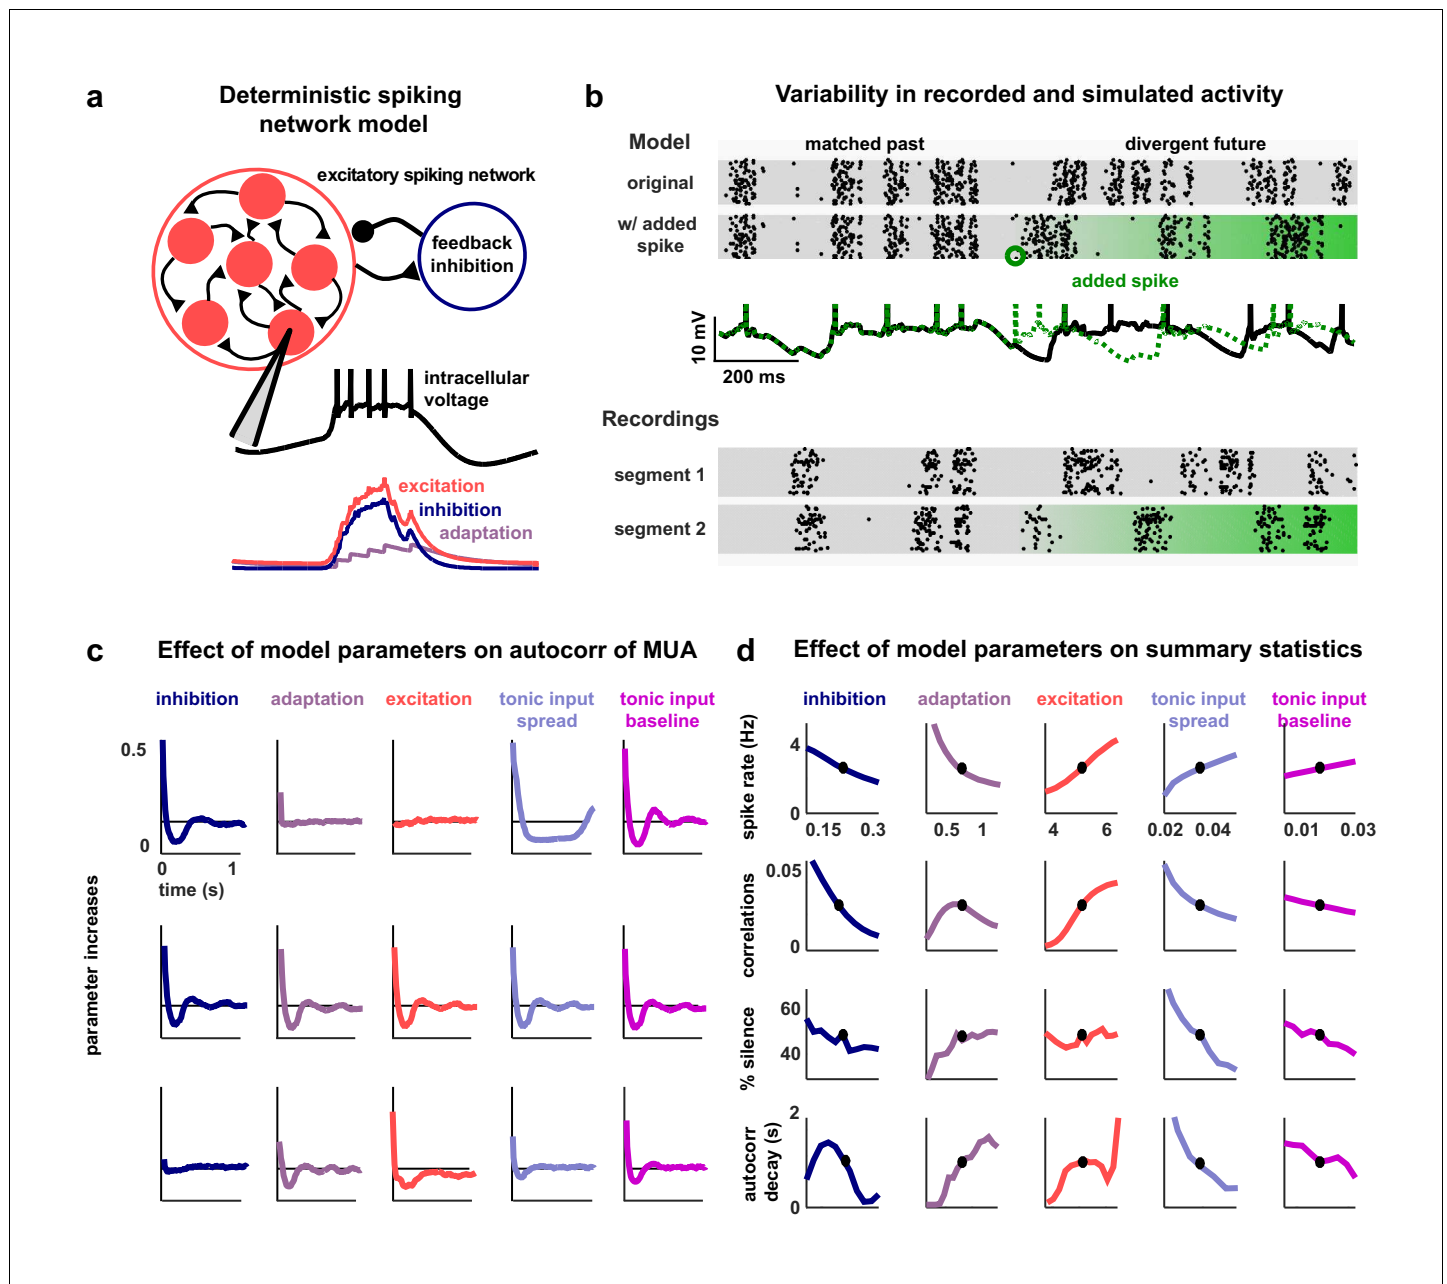 a
Deterministic spiking
network model
excitatory spiking network
feedback
inhibition
intracellular
voltage
excitation
inhibition
adaptation
b
Variability in recorded and simulated activity
Model
matched past
divergent future
original
w/ added
spike
added spike
10 mV
200 ms
Recordings
segment 1
segment 2
c
Effect of model parameters on autocorr of MUA
inhibition
adaptation
excitation
tonic input
spread
tonic input
baseline
0.5
0
0
1
time (s)
parameter increases
d
Effect of model parameters on summary statistics
inhibition
adaptation
excitation
tonic input
spread
tonic input
baseline
spike rate (Hz)
4
0
0.15 0.3
0.5 1
4 6
0.02 0.04
0.01 0.03
correlations
0.05
0
% silence
60
40
autocorr
decay (s)
2
0